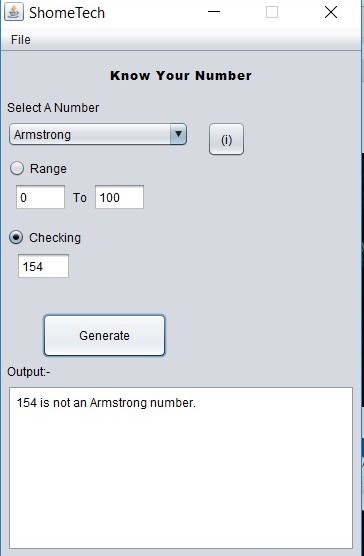 ShomeTech
File
Know Your Number
Select A Number
Armstrong
(i)
Range
0 To 100
Checking
154
Generate
Output:-
154 is not an Armstrong number.